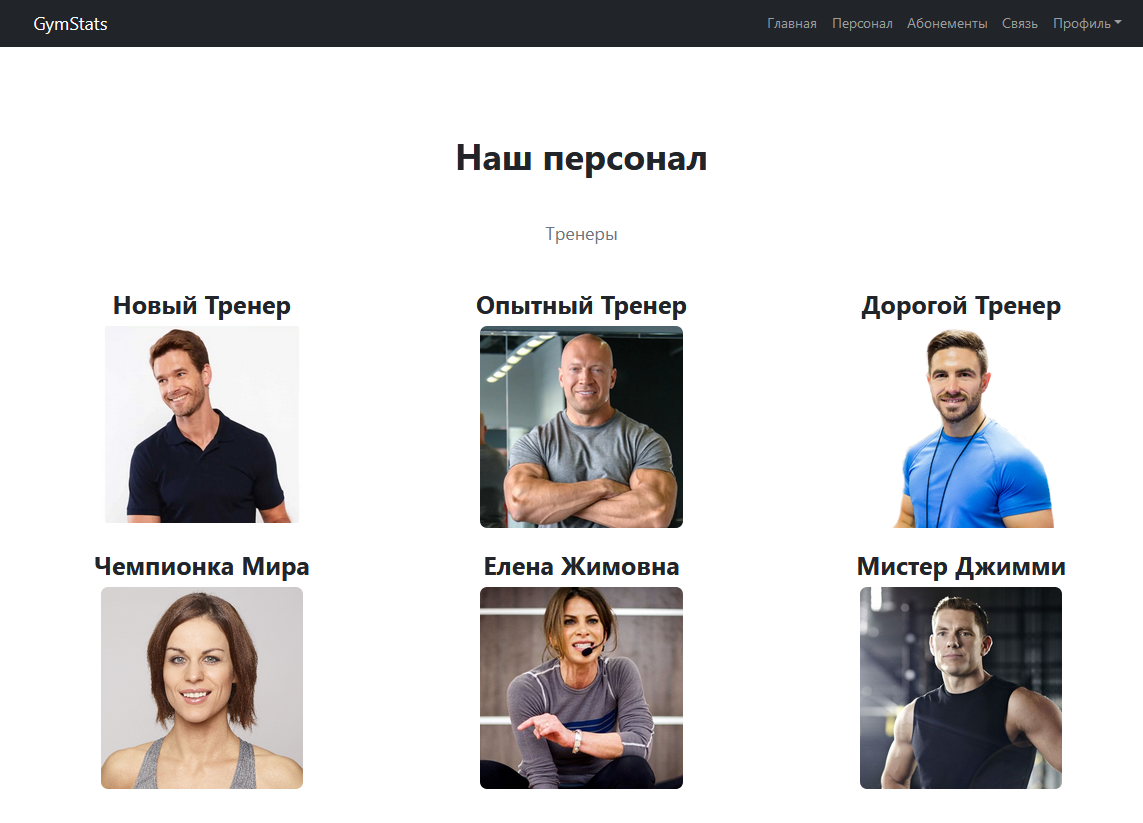 GymStats
Главная Персонал Абонементы Связь Профиль
Наш персонал
Тренеры
Новый Тренер
Опытный Тренер
Дорогой Тренер
Чемпионка Мира
Елена Жимовна
Мистер Джимми